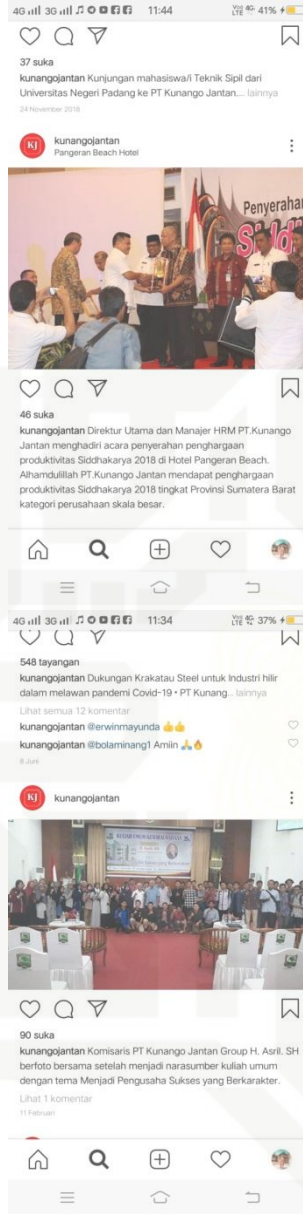 4G 3G 11:44 VoLTE 4G 41%
37 suka
kunangojantan Kunjungan mahasiswa/i Teknik Sipil dari
Universitas Negeri Padang ke PT Kunango Jantan... lainnya
24 November 2018
KJ
kunangojantan
Pangeran Beach Hotel
Penyerahan
46 suka
kunangojantan Direktur Utama dan Manajer HRM PT.Kunango
Jantan menghadiri acara penyerahan penghargaan
produktivitas Siddhakarya 2018 di Hotel Pangeran Beach.
Alhamdulillah PT.Kunango Jantan mendapat penghargaan
produktivitas Siddhakarya 2018 tingkat Provinsi Sumatera Barat
kategori perusahaan skala besar.
4G 3G 11:34 VoLTE 4G 37%
548 tayangan
kunangojantan Dukungan Krakatau Steel untuk Industri hilir
dalam melawan pandemi Covid-19 • PT Kunang... lainnya
Lihat semua 12 komentar
kunangojantan @erwinmayunda 👍👍
kunangojantan @bolaminang1 Amiin 🙏🔥
8 Juni
KJ
kunangojantan
90 suka
kunangojantan Komisaris PT Kunango Jantan Group H. Asril. SH
berfoto bersama setelah menjadi narasumber kuliah umum
dengan tema Menjadi Pengusaha Sukses yang Berkarakter.
Lihat 1 komentar
11 Februari